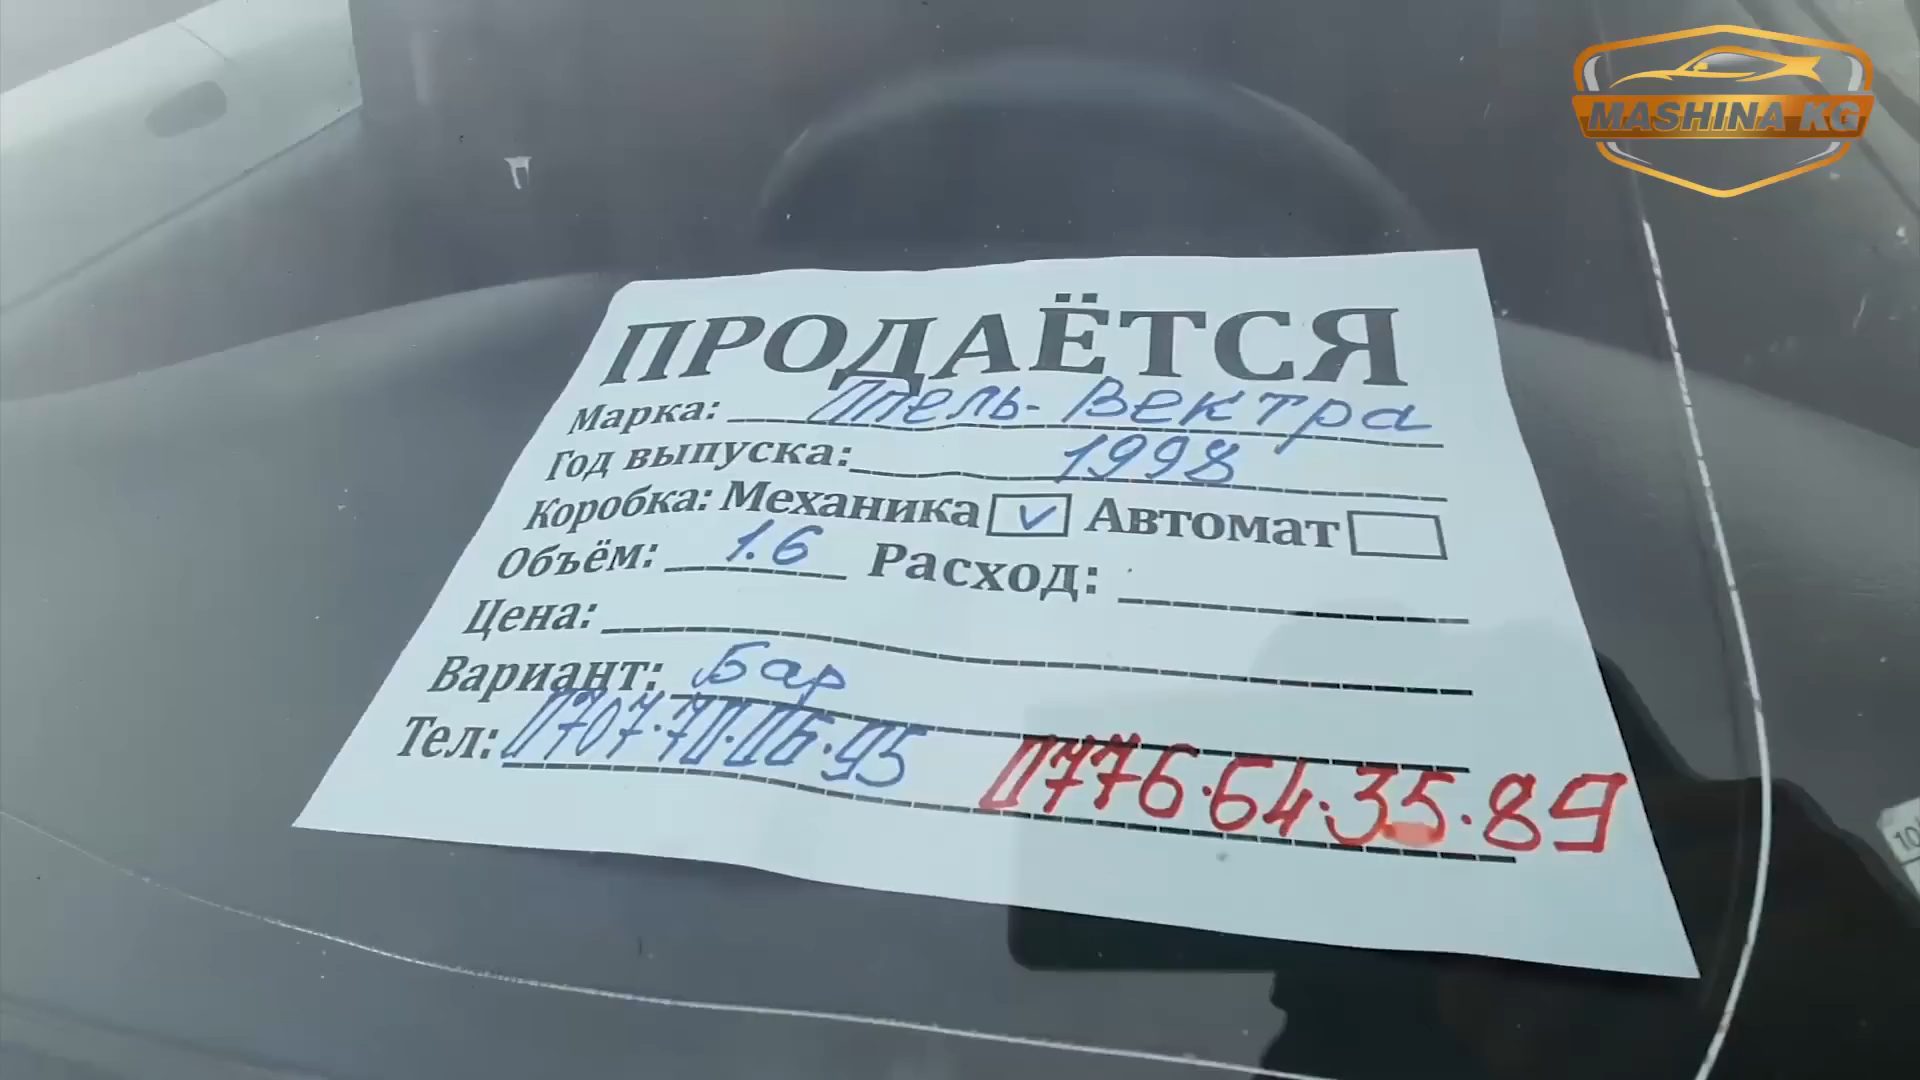 MASHINA KG
ПРОДАЁТСЯ
Марка: Опель-Вектра
Год выпуска: 1998
Коробка: Механика ✓ Автомат
Объём: 1.6 Расход:
Цена:
Вариант: Бар
Тел: 0707·70·06·95 0776·64·35·89
10